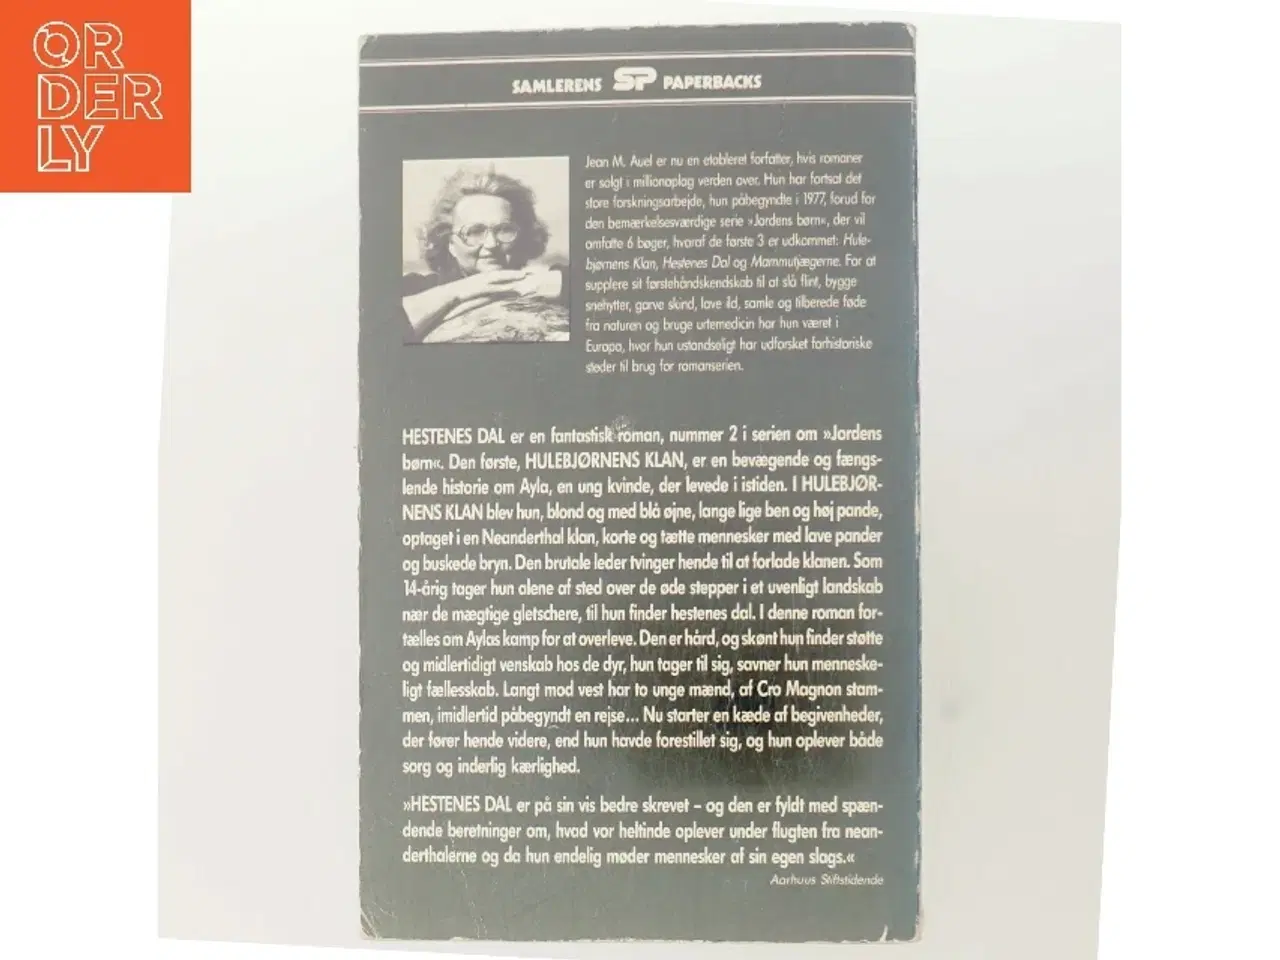 OR
DER
LY
SAMLERENS SP PAPERBACKS
Jean M. Auel er nu en etableret forfatter, hvis romaner
er solgt i millionoplag verden over. Hun har fortsat det
store forskningsarbejde, hun påbegyndte i 1977, forud for
den bemærkelsesværdige serie »Jordens børn«, der vil
omfatte 6 bøger, hvoraf de første 3 er udkommet: Hule-
bjørnens Klan, Hestenes Dal og Mammutjægerne. For at
supplere sit førstehåndskendskab til at slå flint, bygge
snehytter, garve skind, lave ild, samle og tilberede føde
fra naturen og bruge urtemedicin har hun været i
Europa, hvor hun ustandseligt har udforsket forhistoriske
steder til brug for romanserien.
HESTENES DAL er en fantastisk roman, nummer 2 i serien om »Jordens
børn«. Den første, HULEBJØRNENS KLAN, er en bevægende og fængs-
lende historie om Ayla, en ung kvinde, der levede i istiden. I HULEBJØR-
NENS KLAN blev hun, blond og med blå øjne, lange lige ben og høj pande,
optaget i en Neanderthal klan, korte og tætte mennesker med lave pander
og buskede bryn. Den brutale leder tvinger hende til at forlade klanen. Som
14-årig tager hun alene af sted over de øde stepper i et uvenligt landskab
nær de mægtige gletschere, til hun finder hestenes dal. I denne roman for-
tælles om Aylas kamp for at overleve. Den er hård, og skønt hun finder støtte
og midlertidigt venskab hos de dyr, hun tager til sig, savner hun menneske-
ligt fællesskab. Langt mod vest har to unge mænd, af Cro Magnon stam-
men, imidlertid påbegyndt en rejse... Nu starter en kæde af begivenheder,
der fører hende videre, end hun havde forestillet sig, og hun oplever både
sorg og inderlig kærlighed.
»HESTENES DAL er på sin vis bedre skrevet – og den er fyldt med spæn-
dende beretninger om, hvad vor heltinde oplever under flugten fra nean-
derthalerne og da hun endelig møder mennesker af sin egen slags.«
Aarhuus Stiftstidende